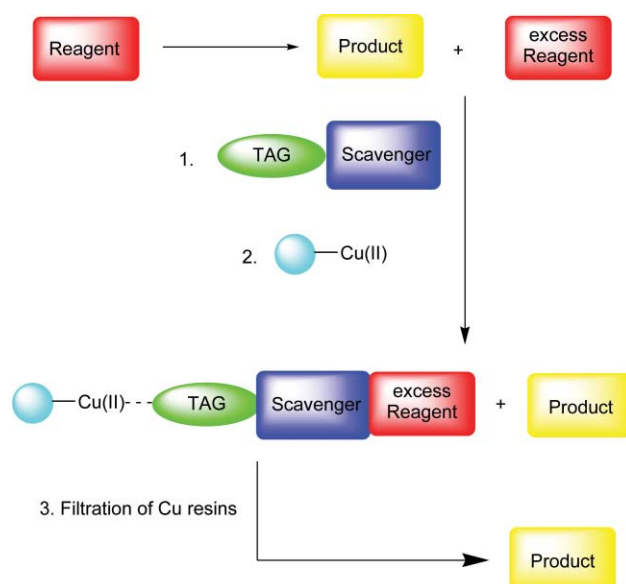 Reagent
Product
+
excess
Reagent
1.
TAG
Scavenger
2.
Cu(II)
Cu(II)
TAG
Scavenger
excess
Reagent
+
Product
3. Filtration of Cu resins
Product